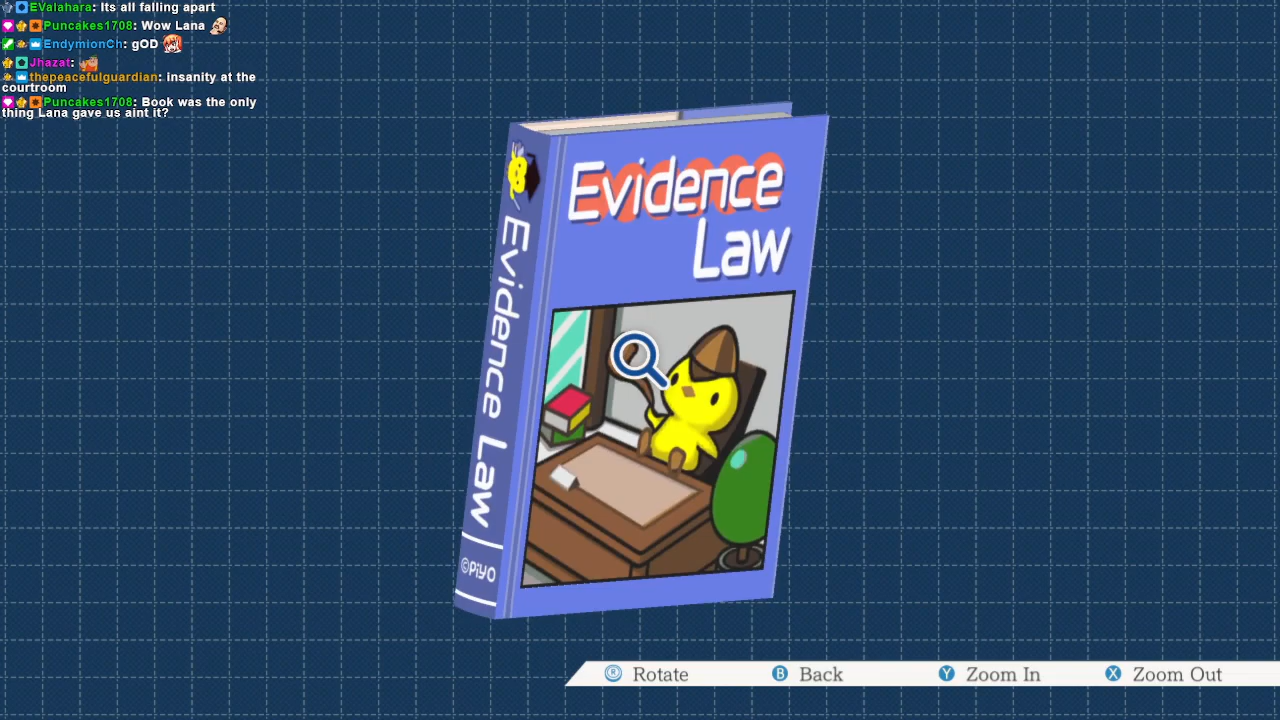 EValahara: Its all falling apart
Puncakes1708: Wow Lana
EndymionCh: gOD
Jhazat:
thepeacefulguardian: insanity at the
courtroom
Puncakes1708: Book was the only
thing Lana gave us aint it?
Evidence
Law
Evidence Law
©PiYO
R Rotate
B Back
Y Zoom In
X Zoom Out